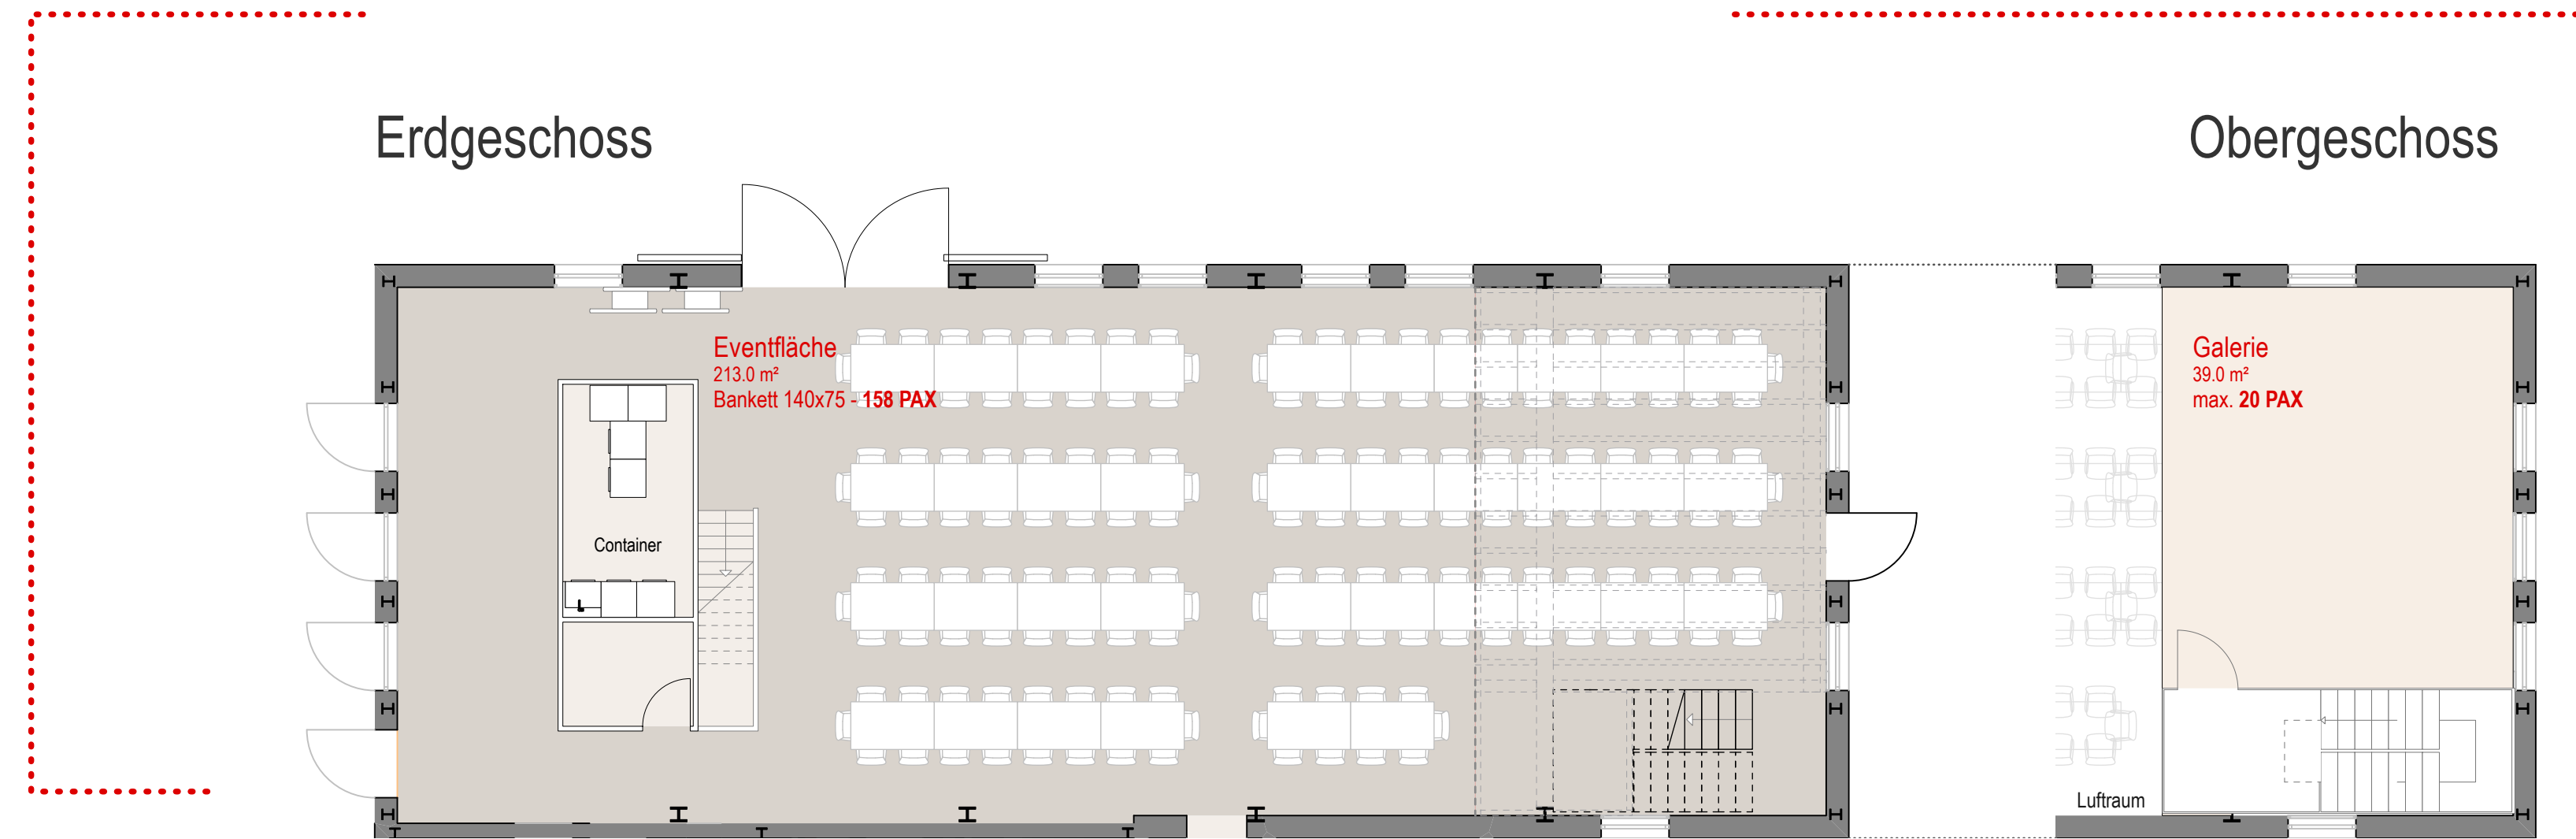 Erdgeschoss
Obergeschoss
Eventfläche
213.0 m²
Bankett 140x75 - 158 PAX
Container
Galerie
39.0 m²
max. 20 PAX
Luftraum